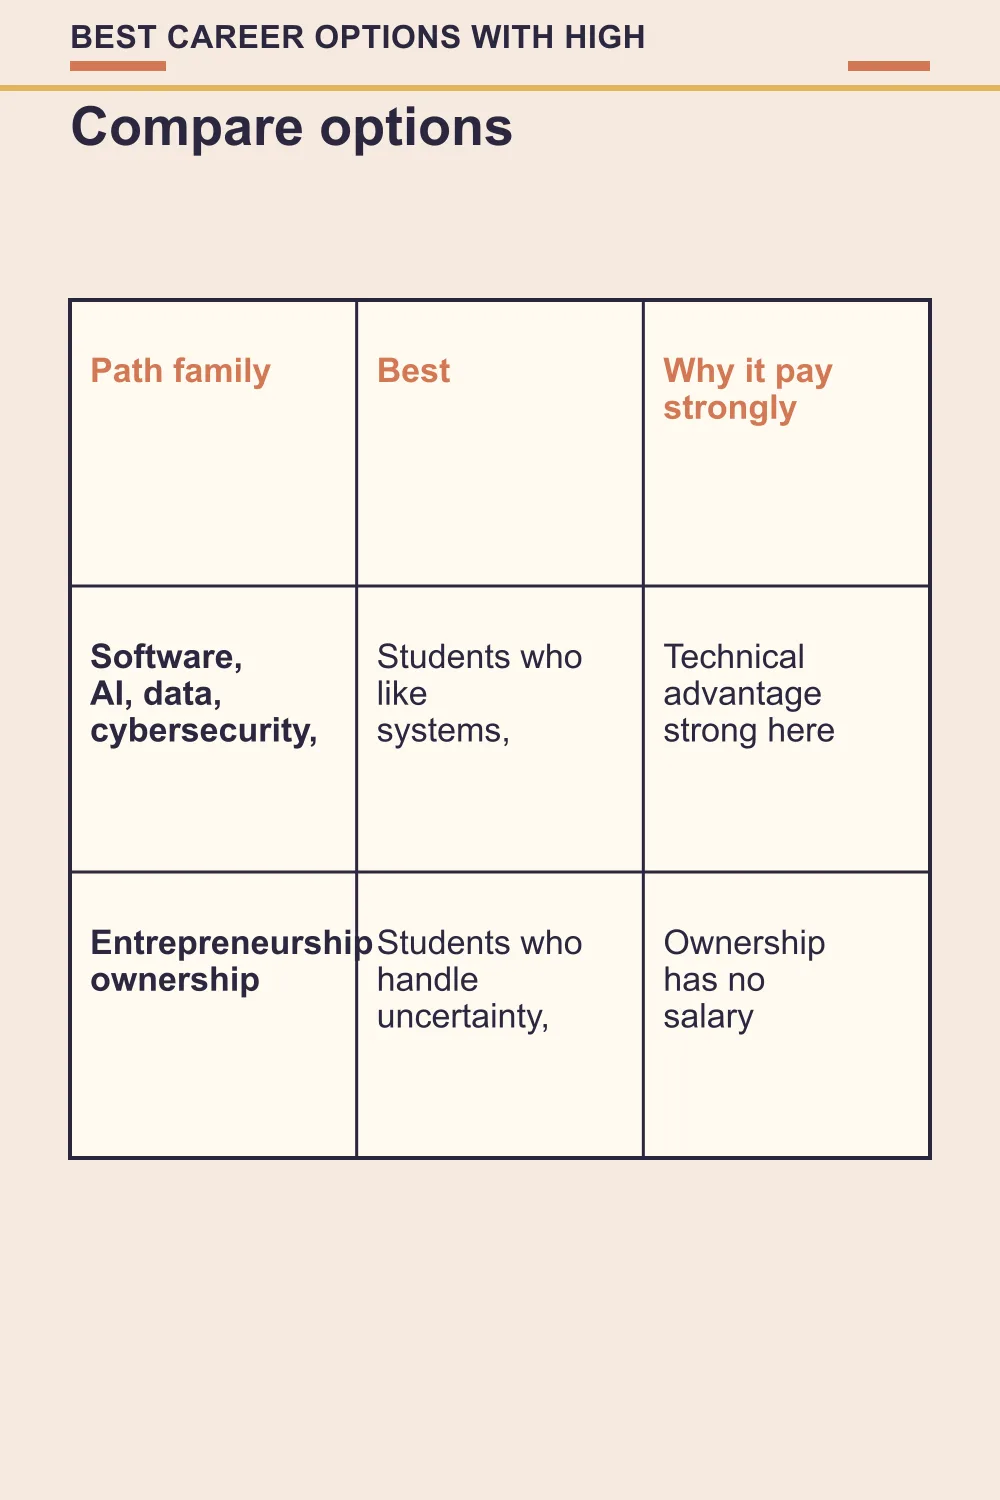 BEST CAREER OPTIONS WITH HIGH
Compare options
Path family
Best
Why it pay
strongly
Software,
AI, data,
cybersecurity,
Students who
like
systems,
Technical
advantage
strong here
Entrepreneurship
ownership
Students who
handle
uncertainty,
Ownership
has no
salary